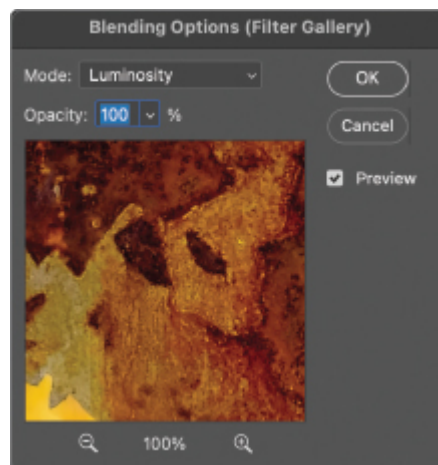 Blending Options (Filter Gallery)
Mode: Luminosity
OK
Opacity: 100 %
Cancel
Preview
100%